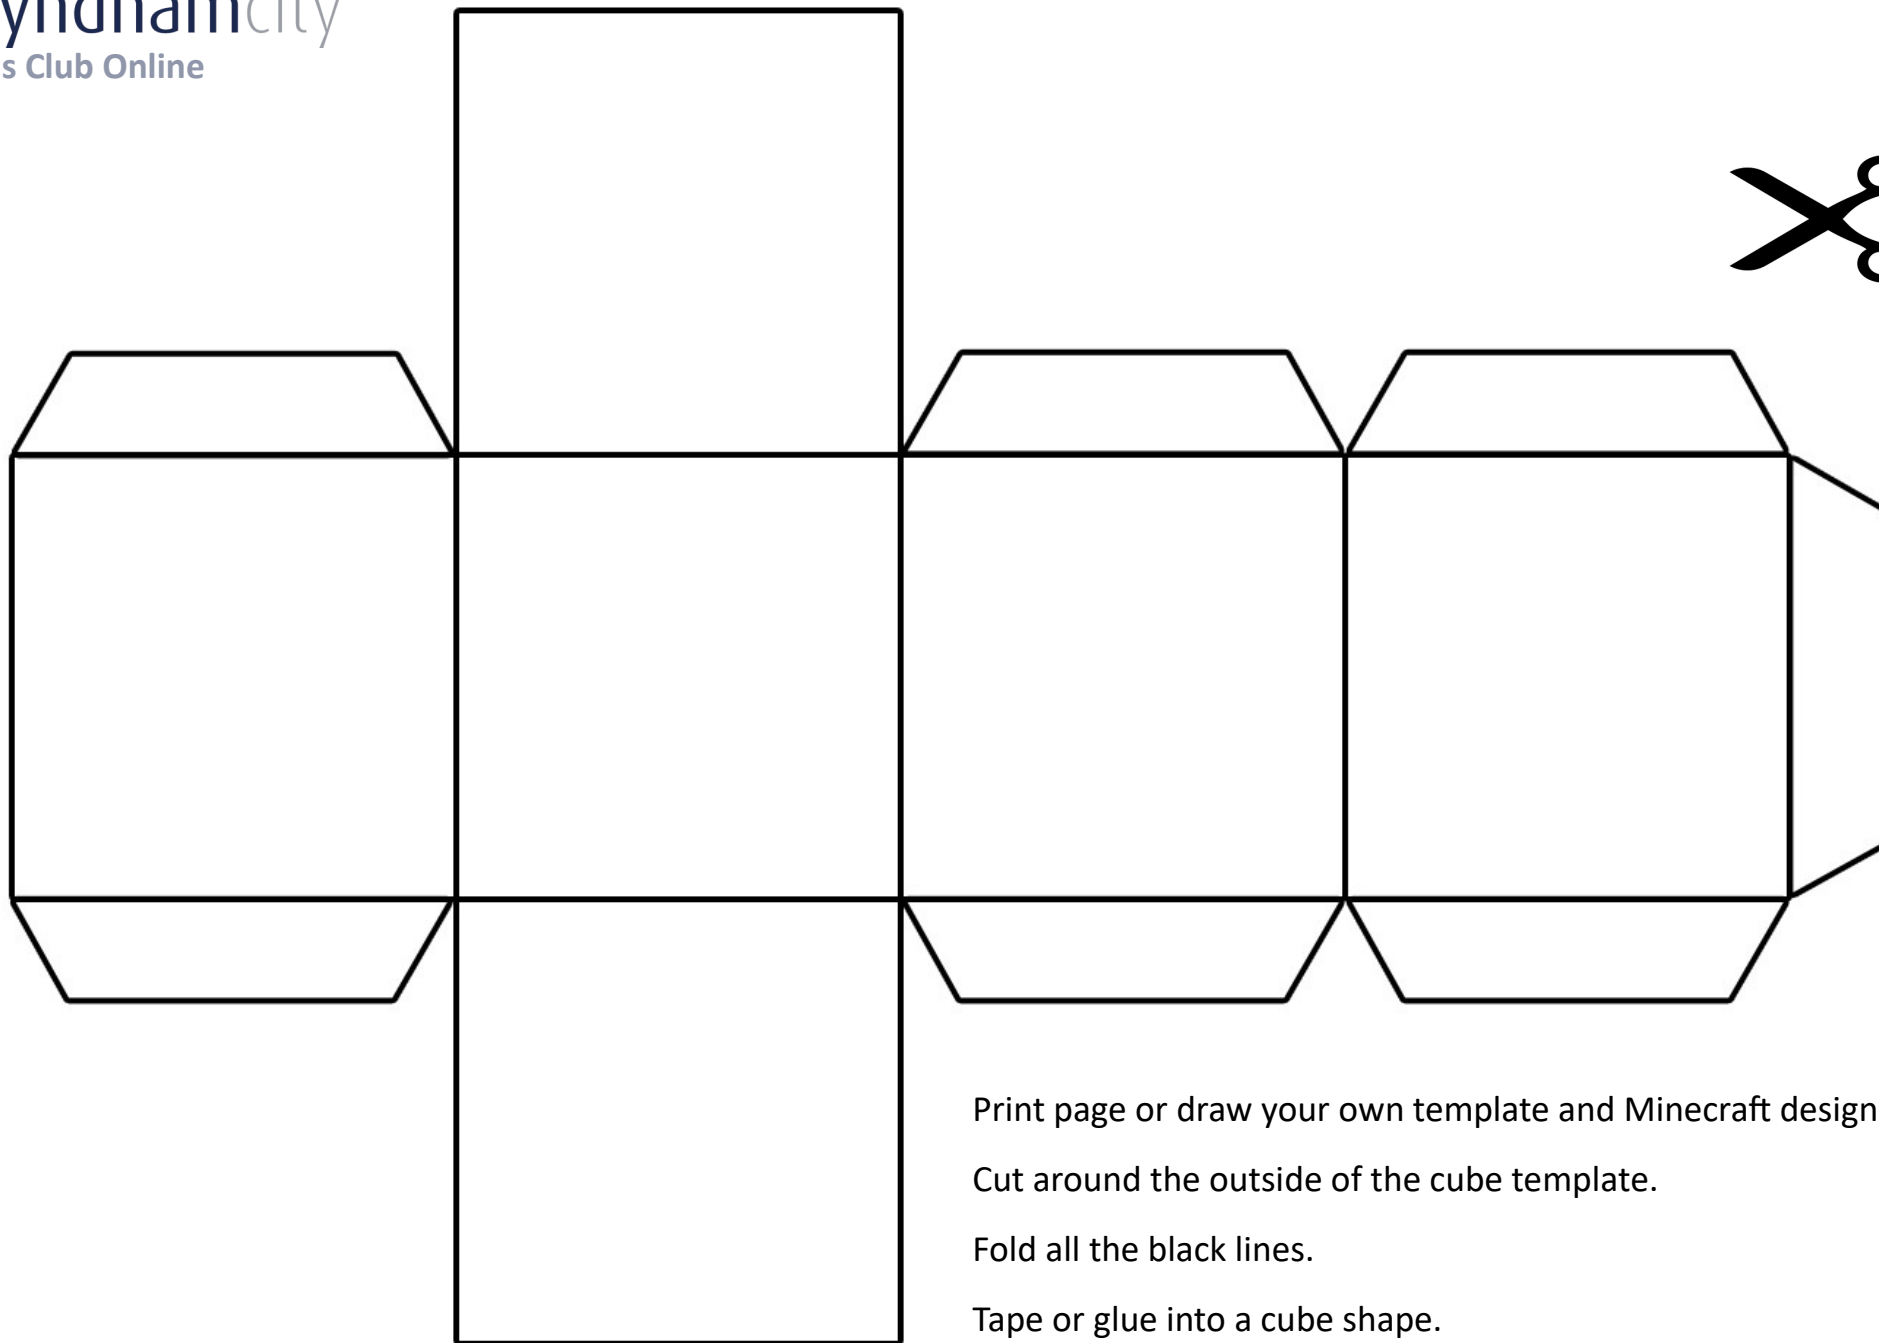 yndhamcity
s Club Online
Print page or draw your own template and Minecraft design
Cut around the outside of the cube template.
Fold all the black lines.
Tape or glue into a cube shape.